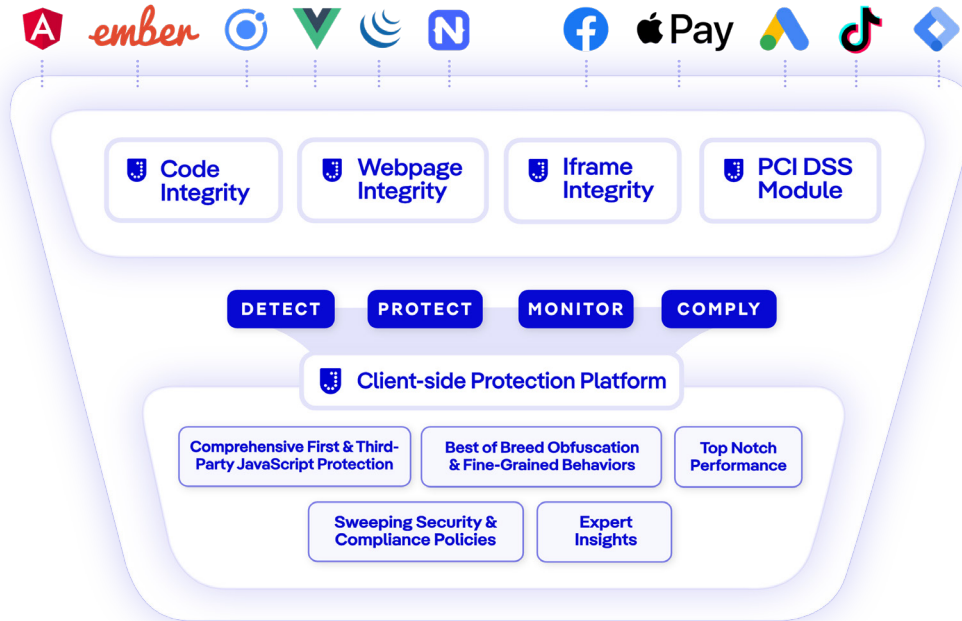 ember
Pay
Code
Integrity
Webpage
Integrity
Iframe
Integrity
PCI DSS
Module
DETECT
PROTECT
MONITOR
COMPLY
Client-side Protection Platform
Comprehensive First & Third-
Party JavaScript Protection
Best of Breed Obfuscation
& Fine-Grained Behaviors
Top Notch
Performance
Sweeping Security &
Compliance Policies
Expert
Insights